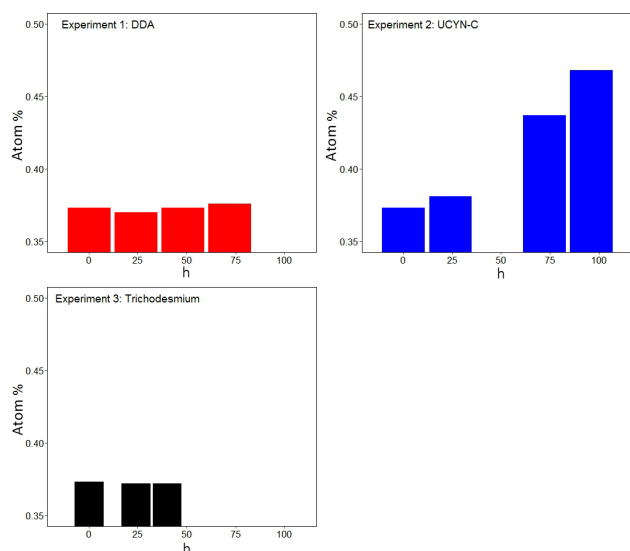 Experiment 1: DDA
Atom %
0.50
0.45
0.40
0.35
0 25 50 75 100
h
Experiment 2: UCYN-C
Atom %
0.50
0.45
0.40
0.35
0 25 50 75 100
h
Experiment 3: Trichodesmium
Atom %
0.50
0.45
0.40
0.35
0 25 50 75 100
h